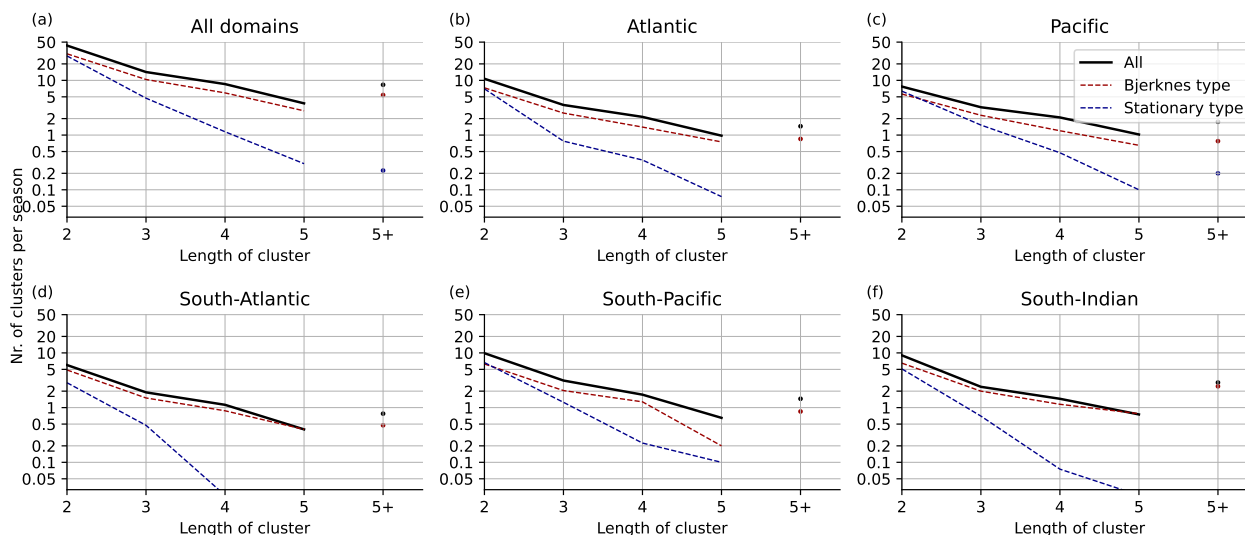 (a) All domains
50
20
10
5
2
1
0.5
0.2
0.1
0.05
2 3 4 5 5+
Length of cluster
(b) Atlantic
50
20
10
5
2
1
0.5
0.2
0.1
0.05
2 3 4 5 5+
Length of cluster
(c) Pacific
50
20
10
5
2
1
0.5
0.2
0.1
0.05
All
Bjerknes type
Stationary type
2 3 4 5 5+
Length of cluster
Nr. of clusters per season
(d) South-Atlantic
50
20
10
5
2
1
0.5
0.2
0.1
0.05
2 3 4 5 5+
Length of cluster
(e) South-Pacific
50
20
10
5
2
1
0.5
0.2
0.1
0.05
2 3 4 5 5+
Length of cluster
(f) South-Indian
50
20
10
5
2
1
0.5
0.2
0.1
0.05
2 3 4 5 5+
Length of cluster